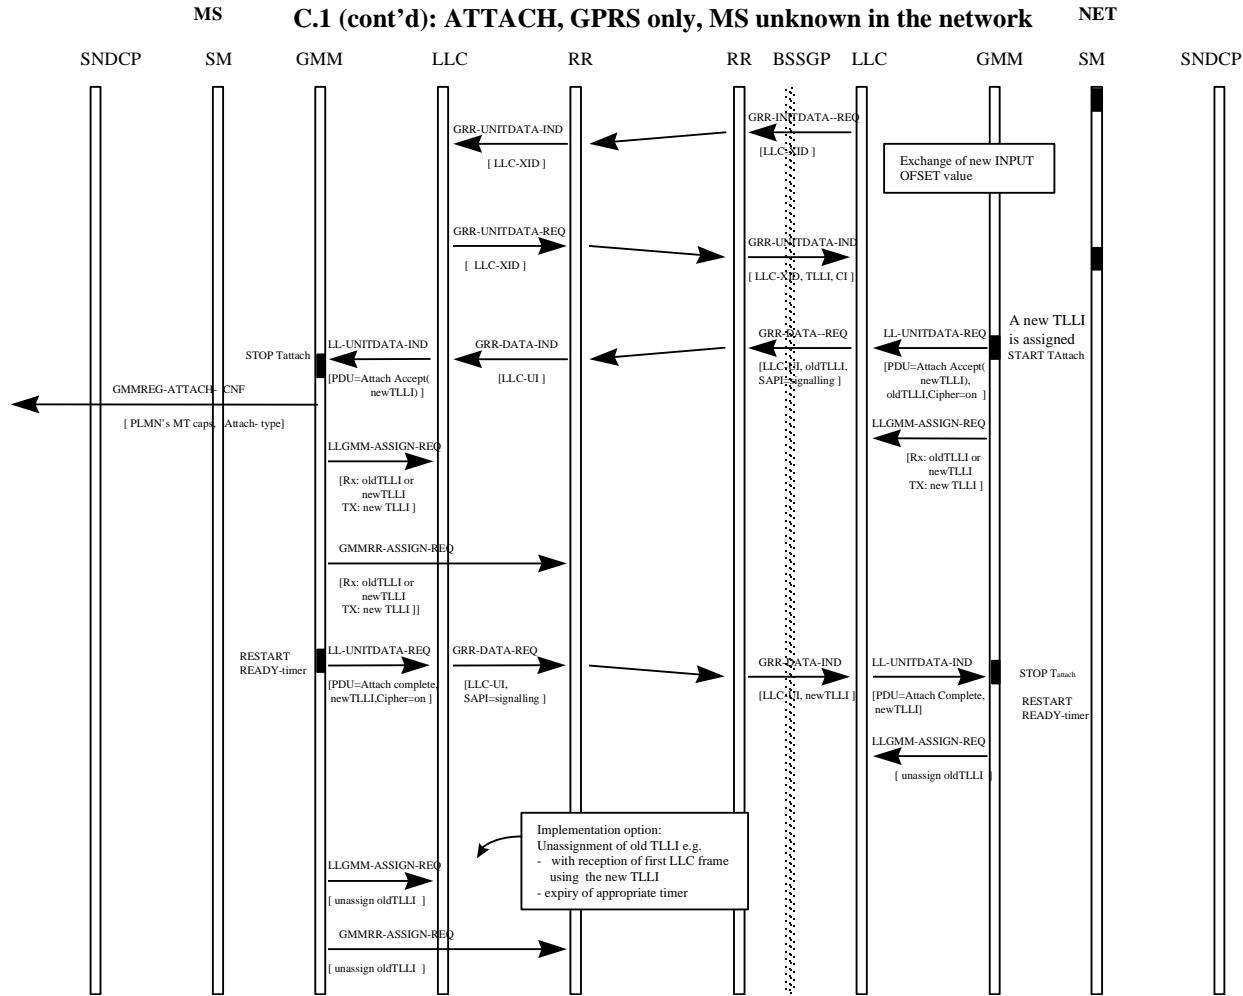 MS
C.1 (cont’d): ATTACH, GPRS only, MS unknown in the network
NET
SNDCP SM GMM LLC RR RR BSSGP LLC GMM SM SNDCP
GRR-UNITDATA-IND
[ LLC-XID ]
GRR-INITDATA--REQ
[LLC-XID ]
Exchange of new INPUT
OFSET value
GRR-UNITDATA-REQ
[ LLC-XID ]
GRR-UNITDATA-IND
[ LLC-XID, TLLI, CI ]
STOP Tattach
LL-UNITDATA-IND
[PDU=Attach Accept(
newTLLI) ]
GRR-DATA-IND
[LLC-UI ]
GRR-DATA--REQ
[LLC-UI, oldTLLI,
SAPI=signalling ]
LL-UNITDATA-REQ
[PDU=Attach Accept(
newTLLI),
oldTLLI,Cipher=on ]
A new TLLI
is assigned
START TAttach
GMMREG-ATTACH- CNF
[ PLMN’s MT caps, Attach- type]
LLGMM-ASSIGN-REQ
[Rx: oldTLLI or
newTLLI
TX: new TLLI ]
LLGMM-ASSIGN-REQ
[Rx: oldTLLI or
newTLLI
TX: new TLLI ]
GMMRR-ASSIGN-REQ
[Rx: oldTLLI or
newTLLI
TX: new TLLI ]]
RESTART
READY-timer
LL-UNITDATA-REQ
[PDU=Attach complete,
newTLLI,Cipher=on ]
GRR-DATA-REQ
[LLC-UI,
SAPI=signalling ]
GRR-DATA-IND
[LLC-UI, newTLLI ]
LL-UNITDATA-IND
[PDU=Attach Complete,
newTLLI]
STOP Tattach
RESTART
READY-timer
LLGMM-ASSIGN-REQ
[ unassign oldTLLI ]
Implementation option:
Unassignment of old TLLI e.g.
- with reception of first LLC frame
using the new TLLI
- expiry of appropriate timer
LLGMM-ASSIGN-REQ
[ unassign oldTLLI ]
GMMRR-ASSIGN-REQ
[ unassign oldTLLI ]